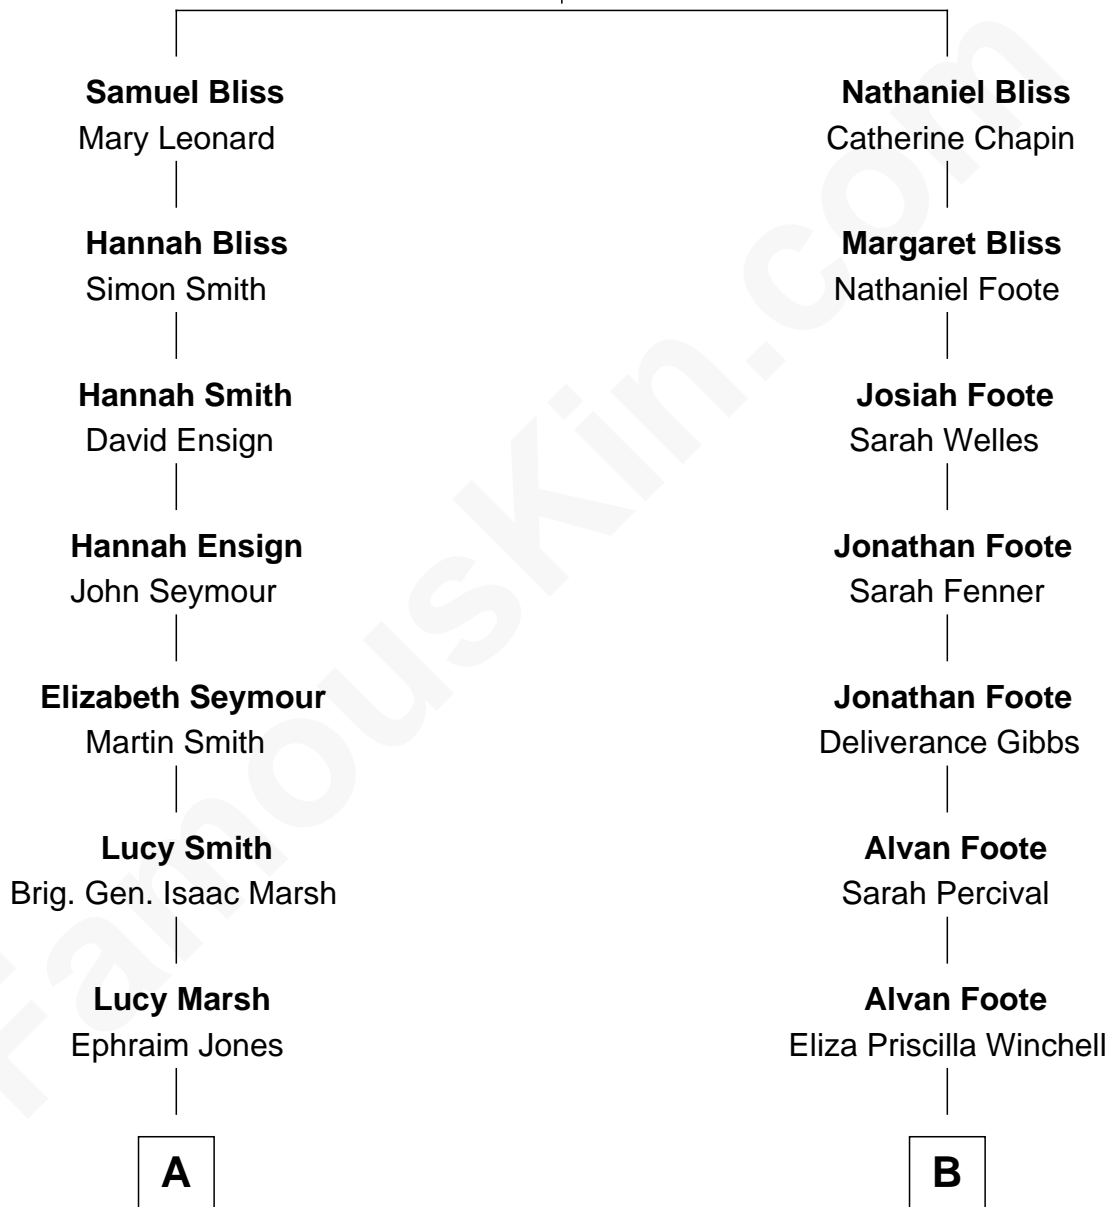 Samuel Bliss
Mary Leonard
Nathaniel Bliss
Catherine Chapin
Hannah Bliss
Simon Smith
Margaret Bliss
Nathaniel Foote
Hannah Smith
David Ensign
Josiah Foote
Sarah Welles
Hannah Ensign
John Seymour
Jonathan Foote
Sarah Fenner
Elizabeth Seymour
Martin Smith
Jonathan Foote
Deliverance Gibbs
Lucy Smith
Brig. Gen. Isaac Marsh
Alvan Foote
Sarah Percival
Lucy Marsh
Ephraim Jones
Alvan Foote
Eliza Priscilla Winchell
A
B
FamousKin.com